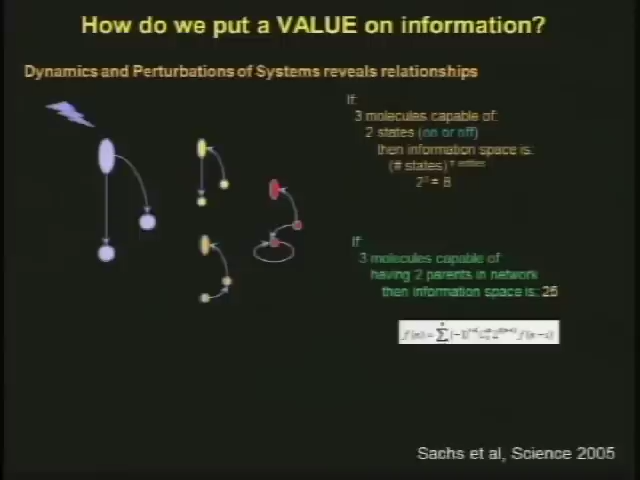 How do we put a VALUE on information?
Dynamics and Perturbations of Systems reveals relationships
If:
3 molecules capable of:
2 states (on or off)
then information space is:
(# states)
= 8
If:
3 molecules capable of
having 2 parents in network
then information space is: 25
Sachs et al, Science 2005